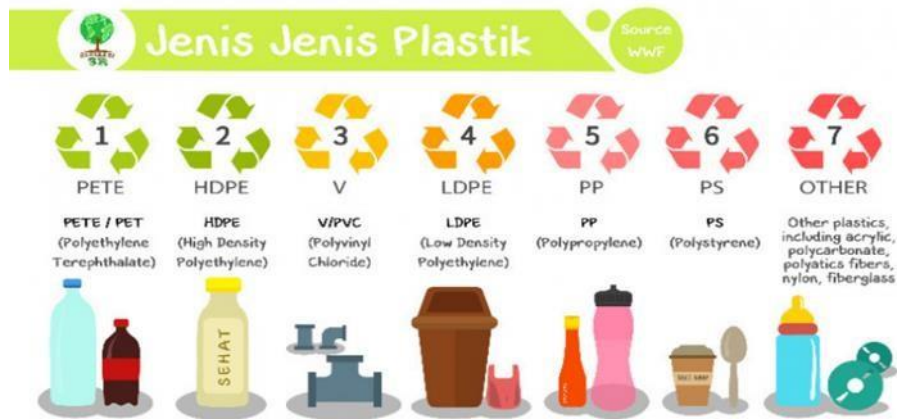 Jenis Jenis Plastik
Source
WWF
1
PETE
2
HDPE
3
V
4
LDPE
5
PP
6
PS
7
OTHER
PETE / PET
(Polyethylene
Terephthalate)
HDPE
(High Density
Polyethylene)
V/PVC
(Polyvinyl
Chloride)
LDPE
(Low Density
Polyethylene)
PP
(Polypropylene)
PS
(Polystyrene)
Other plastics,
including acrylic,
polycarbonate,
polyatics fibers,
nylon, fiberglass
SEHAT